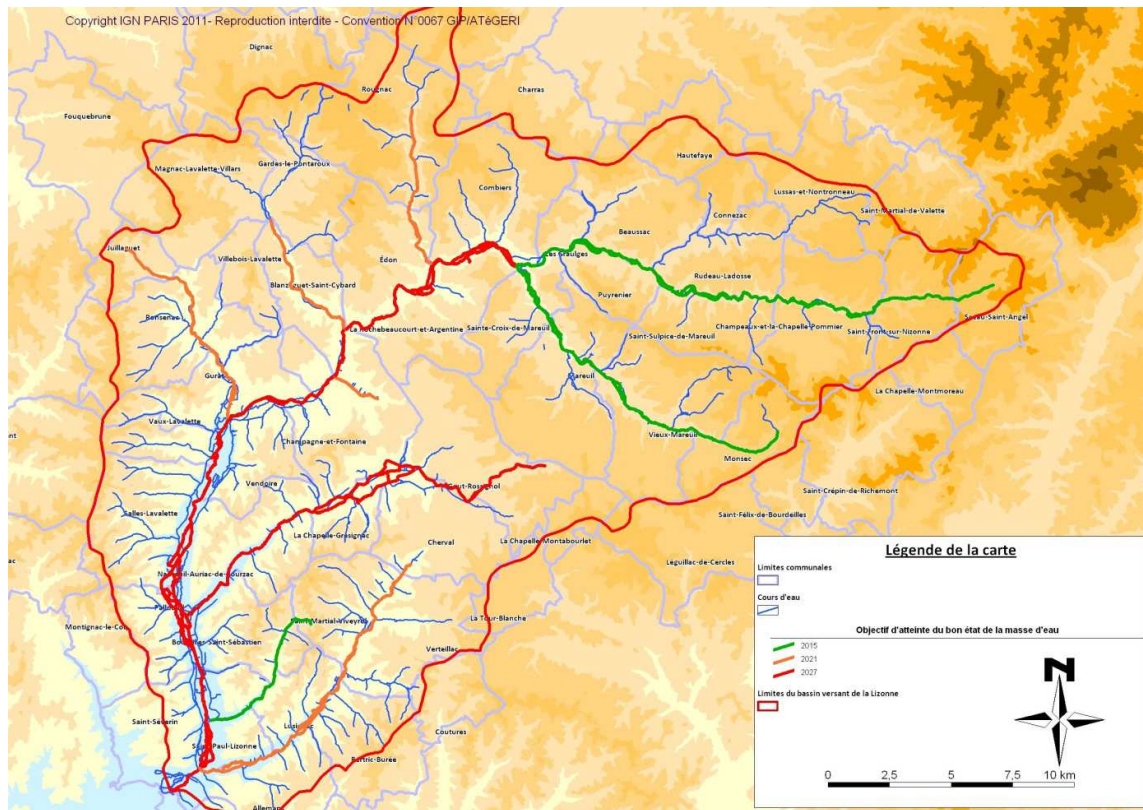 Copyright IGN PARIS 2011- Reproduction interdite - Convention N°0067 GIP/ATéGERI
Dignac
Rougnac
Charras
Fouquebrune
Hautefaye
Gardes-le-Pontaroux
Magnac-Lavalette-Villars
Combiers
Lussas-et-Nontronneau
Saint-Martial-de-Valette
Connezac
Beaussac
Juillaguet
Villebois-Lavalette
Édon
Les Graulges
Rudeau-Ladosse
Blanzaguet-Saint-Cybard
Puyrenier
Ronsenac
Sceau-Saint-Angel
La Rochebeaucourt-et-Argentine
Sainte-Croix-de-Mareuil
Champeaux-et-la-Chapelle-Pommier
Saint-Front-sur-Nizonne
Saint-Sulpice-de-Mareuil
Gurat
Mareuil
La Chapelle-Montmoreau
Vaux-Lavalette
Champagne-et-Fontaine
Vieux-Mareuil
Monsec
Vendoire
Gout-Rossignol
Saint-Crépin-de-Richemont
Salles-Lavalette
Saint-Félix-de-Bourdeilles
La Chapelle-Grésignac
Cherval
La Chapelle-Montabourlet
Léguillac-de-Cercles
Nanteuil-Auriac-de-Bourzac
Palluaud
Saint-Martial-Viveyrol
La Tour-Blanche
Montignac-le-Coq
Bouteilles-Saint-Sébastien
Verteillac
Saint-Séverin
Lusignac
Coutures
Saint-Paul-Lizonne
Bertric-Burée
Allemans
Légende de la carte
Limites communales
Cours d'eau
Objectif d'atteinte du bon état de la masse d'eau
2015
2021
2027
Limites du bassin versant de la Lizonne
N
0 2,5 5 7,5 10 km